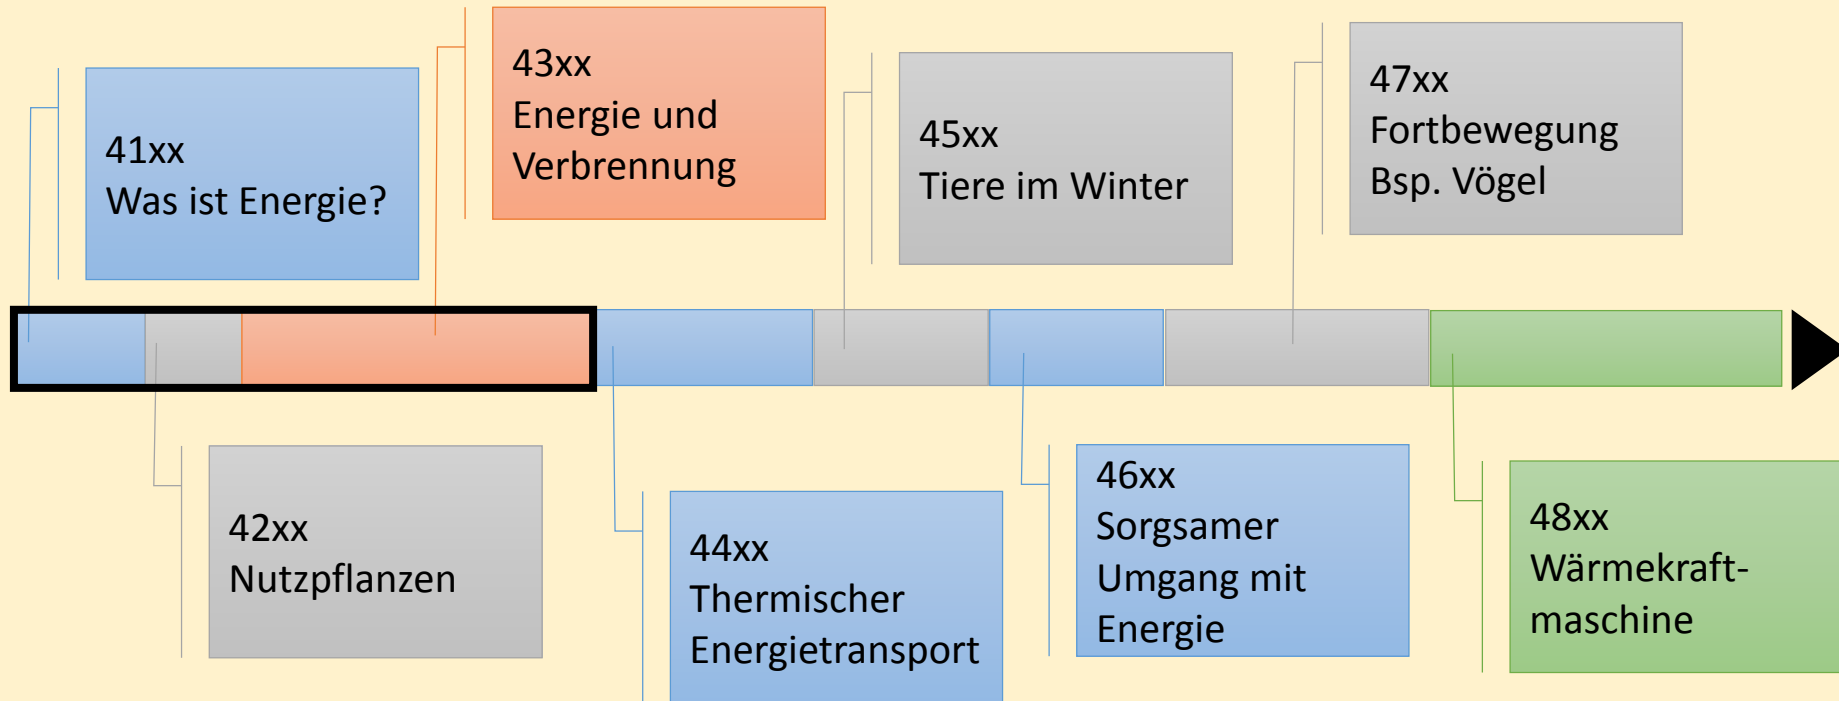 41xx
Was ist Energie?
42xx
Nutzpflanzen
43xx
Energie und
Verbrennung
44xx
Thermischer
Energietransport
45xx
Tiere im Winter
46xx
Sorgsamer
Umgang mit
Energie
47xx
Fortbewegung
Bsp. Vögel
48xx
Wärmekraft-
maschine